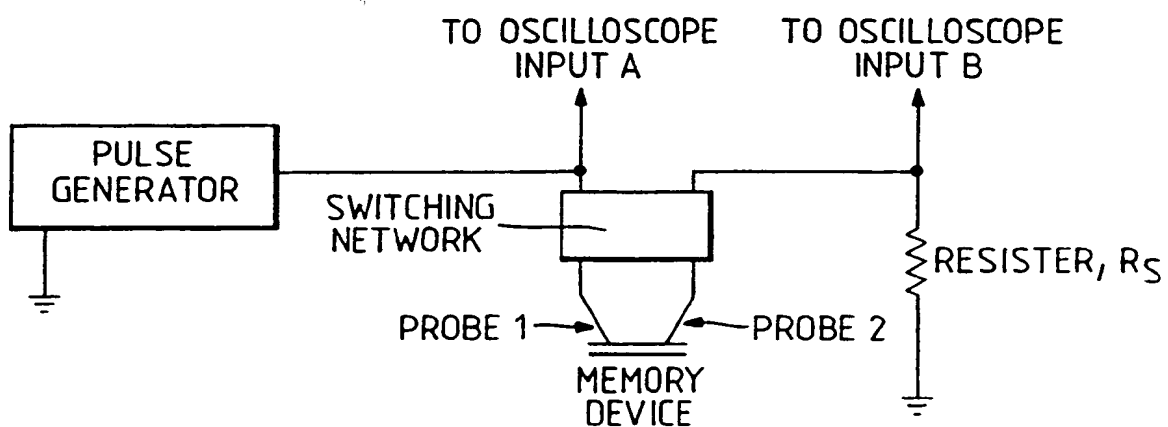 TO OSCILLOSCOPE
INPUT A
TO OSCILLOSCOPE
INPUT B
PULSE
GENERATOR
SWITCHING
NETWORK
RESISTER, RS
PROBE 1
PROBE 2
MEMORY
DEVICE